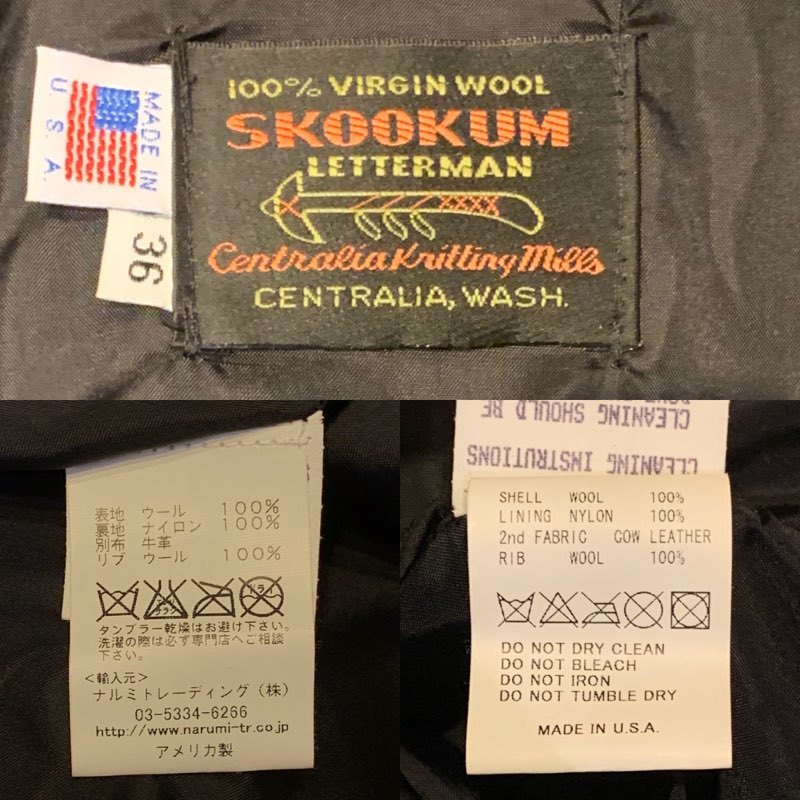 MADE IN
U.S.A.
36
100% VIRGIN WOOL
SKOOKUM
LETTERMAN
Centralia Knitting Mills
CENTRALIA, WASH.
表地 ウール 100%
裏地 ナイロン 100%
別布 牛革
リブ ウール 100%
タンブラー乾燥はお避け下さい。
洗濯の際は必ず専門店へご相談
下さい。
<輸入元>
ナルミトレーディング(株)
03-5334-6266
http://www.narumi-tr.co.jp
アメリカ製
CLEANING INSTRUTIONS
CLEANING SHOULD BE
SHELL WOOL 100%
LINING NYLON 100%
2nd FABRIC COW LEATHER
RIB WOOL 100%
DO NOT DRY CLEAN
DO NOT BLEACH
DO NOT IRON
DO NOT TUMBLE DRY
MADE IN U.S.A.